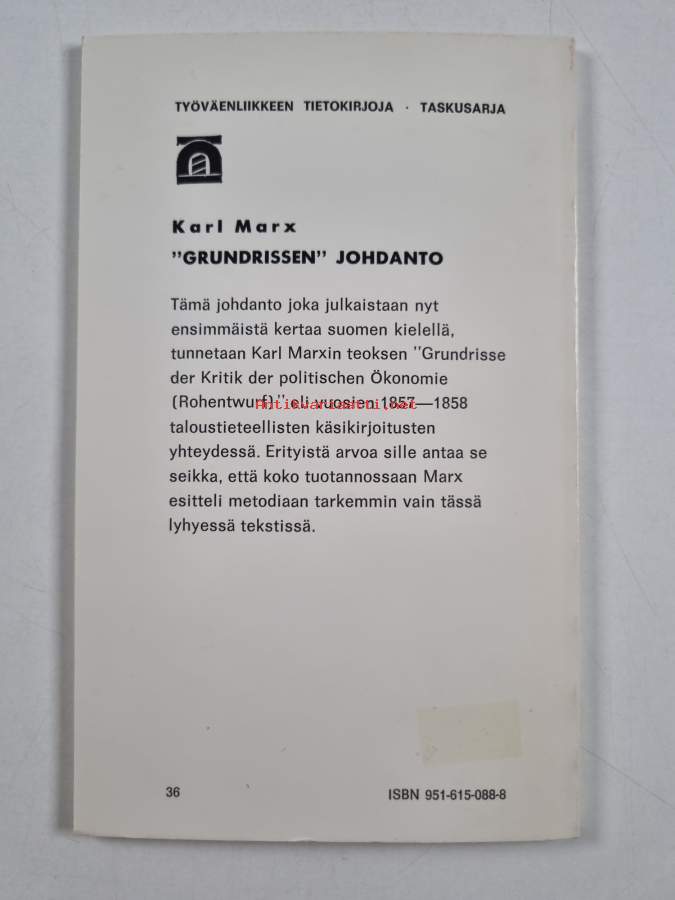 TYÖVÄENLIIKKEEN TIETOKIRJOJA · TASKUSARJA
Karl Marx
"GRUNDRISSEN" JOHDANTO
Tämä johdanto joka julkaistaan nyt
ensimmäistä kertaa suomen kielellä,
tunnetaan Karl Marxin teoksen "Grundrisse
der Kritik der politischen Ökonomie
(Rohentwurf)" eli vuosien 1857—1858
Antikvariaatti.net
taloustieteellisten käsikirjoitusten
yhteydessä. Erityistä arvoa sille antaa se
seikka, että koko tuotannossaan Marx
esitteli metodiaan tarkemmin vain tässä
lyhyessä tekstissä.
36
ISBN 951-615-088-8